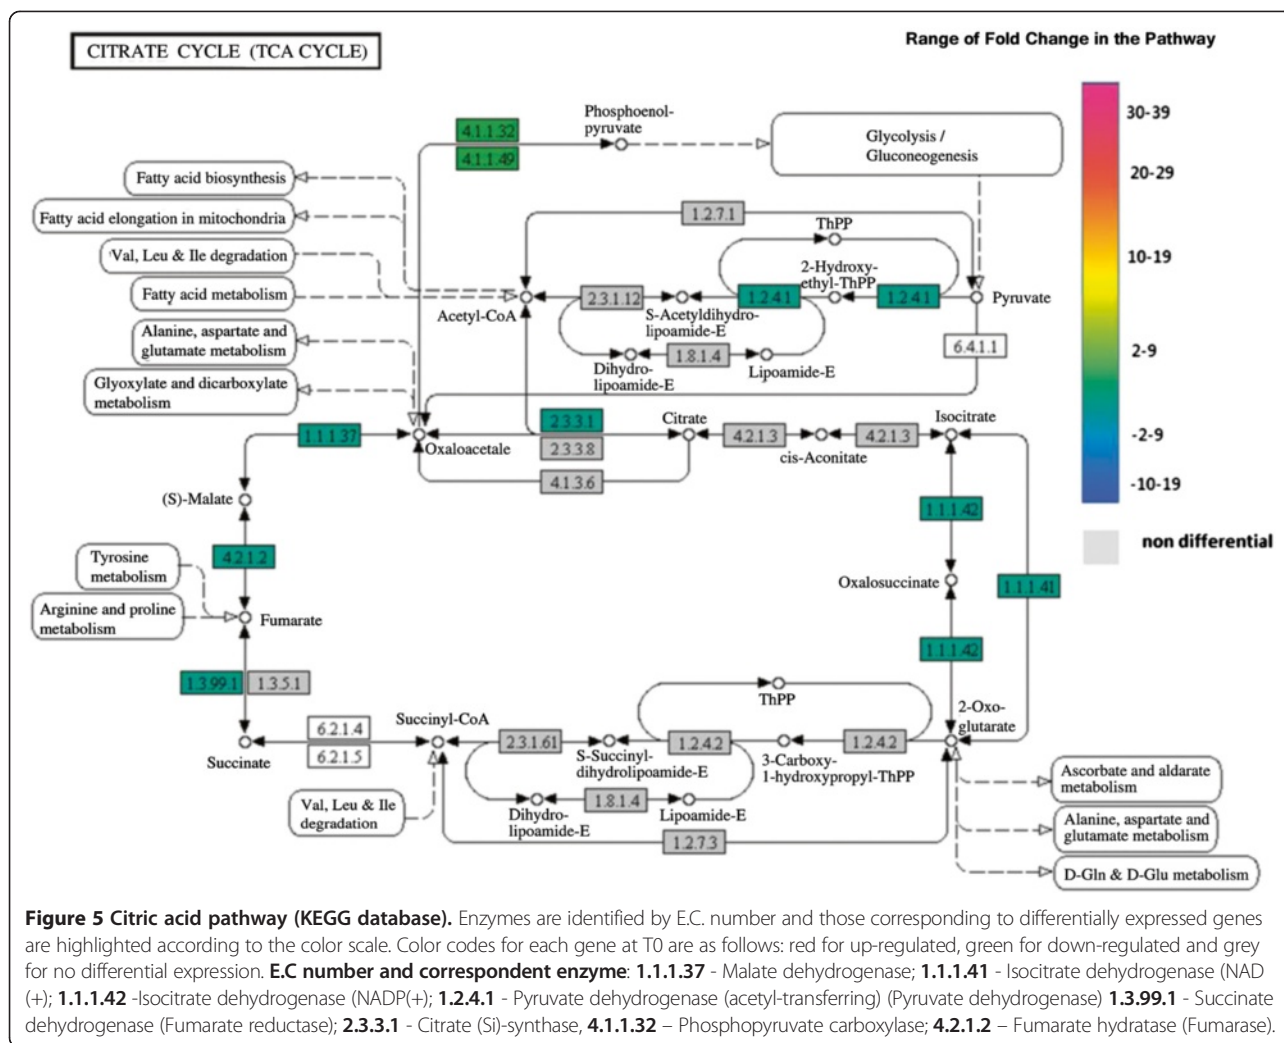 CITRATE CYCLE (TCA CYCLE)
Range of Fold Change in the Pathway
30-39
20-29
10-19
2-9
-2-9
-10-19
non differential
Phosphoenol-
pyruvate
4.1.1.32
4.1.1.49
Glycolysis /
Gluconeogenesis
Fatty acid biosynthesis
Fatty acid elongation in mitochondria
Val, Leu & Ile degradation
Fatty acid metabolism
Alanine, aspartate and
glutamate metabolism
Glyoxylate and dicarboxylate
metabolism
1.2.7.1
ThPP
2-Hydroxy-
ethyl-ThPP
Acetyl-CoA
2.3.1.12
1.2.4.1
1.2.4.1
Pyruvate
S-Acetyldihydro-
lipoamide-E
1.8.1.4
Dihydro-
lipoamide-E
Lipoamide-E
6.4.1.1
1.1.1.37
Oxaloacetale
2.3.3.1
2.3.3.8
4.1.3.6
Citrate
4.2.1.3
cis-Aconitate
4.2.1.3
Isocitrate
(S)-Malate
1.1.1.42
4.2.1.2
Tyrosine
metabolism
Oxalosuccinate
1.1.1.41
Arginine and proline
metabolism
Fumarate
1.1.1.42
1.3.99.1
1.3.5.1
ThPP
2-Oxo-
glutarate
Succinate
6.2.1.4
6.2.1.5
Succinyl-CoA
2.3.1.61
1.2.4.2
1.2.4.2
S-Succinyl-
dihydrolipoamide-E
3-Carboxy-
1-hydroxypropyl-ThPP
Val, Leu & Ile
degradation
1.8.1.4
Dihydro-
lipoamide-E
Lipoamide-E
1.2.7.3
Ascorbate and aldarate
metabolism
Alanine, aspartate and
glutamate metabolism
D-Gln & D-Glu metabolism
Figure 5 Citric acid pathway (KEGG database). Enzymes are identified by E.C. number and those corresponding to differentially expressed genes
are highlighted according to the color scale. Color codes for each gene at T0 are as follows: red for up-regulated, green for down-regulated and grey
for no differential expression. E.C number and correspondent enzyme: 1.1.1.37 - Malate dehydrogenase; 1.1.1.41 - Isocitrate dehydrogenase (NAD
(+); 1.1.1.42 -Isocitrate dehydrogenase (NADP(+); 1.2.4.1 - Pyruvate dehydrogenase (acetyl-transferring) (Pyruvate dehydrogenase) 1.3.99.1 - Succinate
dehydrogenase (Fumarate reductase); 2.3.3.1 - Citrate (Si)-synthase, 4.1.1.32 – Phosphopyruvate carboxylase; 4.2.1.2 – Fumarate hydratase (Fumarase).